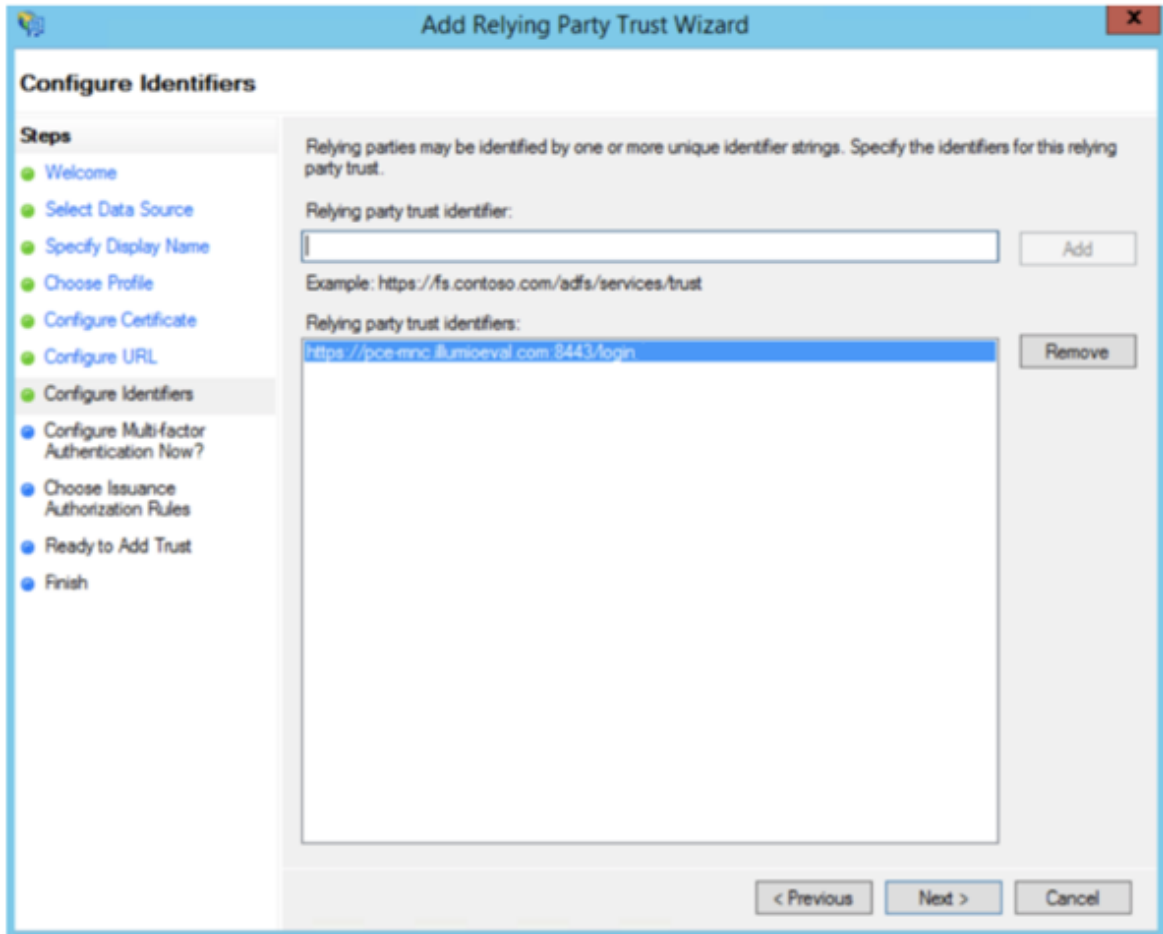 Add Relying Party Trust Wizard
x
Configure Identifiers
Steps
Welcome
Select Data Source
Specify Display Name
Choose Profile
Configure Certificate
Configure URL
Configure Identifiers
Configure Multi-factor
Authentication Now?
Choose Issuance
Authorization Rules
Ready to Add Trust
Finish
Relying parties may be identified by one or more unique identifier strings. Specify the identifiers for this relying
party trust.
Relying party trust identifier:
Add
Example: https://fs.contoso.com/adfs/services/trust
Relying party trust identifiers:
https://pce-mnc.illumioeval.com:8443/login
Remove
< Previous
Next >
Cancel